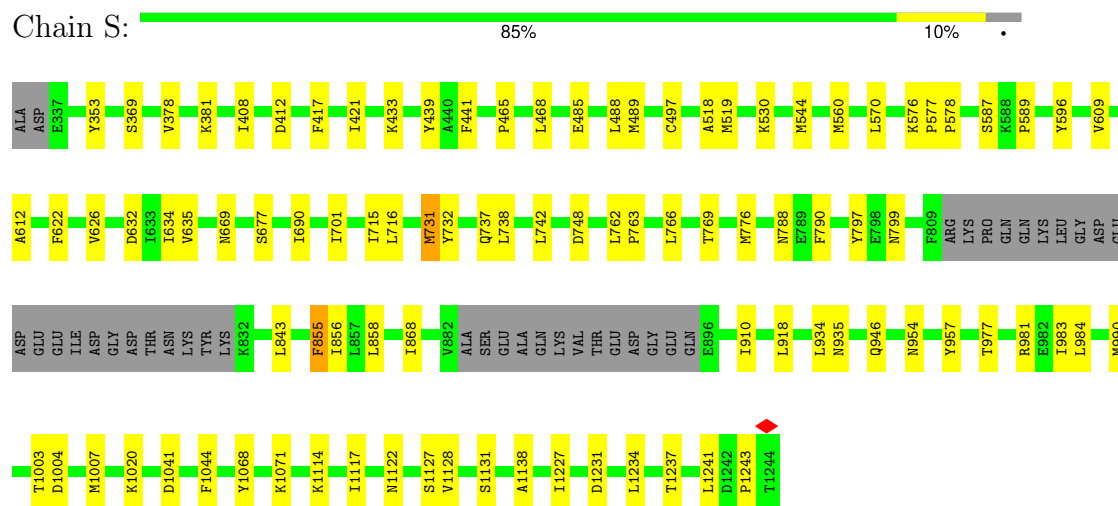 Chain S:
85% 10% •
ALA ASP E337 Y353 S369 V378 K381 I408 D412 F417 I421 K433 Y439 A440 F441 P465 L468 E485 L488 M489 C497 A518 M519 K530 M544 M560 L570 K576 P577 P578 S587 K588 P589 Y596 V609
A612 F622 V626 D632 I633 I634 V635 N669 S677 I690 I701 I715 L716 M731 Y732 Q737 L738 L742 D748 L762 P763 L766 T769 M776 N788 E789 F790 Y797 E798 N799 F809 ARG LYS PRO GLN GLN LYS LEU GLY ASP GLU
ASP GLU GLU ILE ASP GLY ASP THR ASN LYS TYR LYS K832 L843 F855 I856 L857 L858 I868 V882 ALA SER GLU ALA GLN LYS VAL THR GLU ASP GLY GLU GLN E896 I910 L918 L934 N935 Q946 N954 Y957 T977 R981 E982 I983 L984 M990
T1003 D1004 M1007 K1020 D1041 F1044 Y1068 K1071 K1114 I1117 N1122 S1127 V1128 S1131 A1138 I1227 D1231 L1234 T1237 L1241 D1242 P1243 T1244